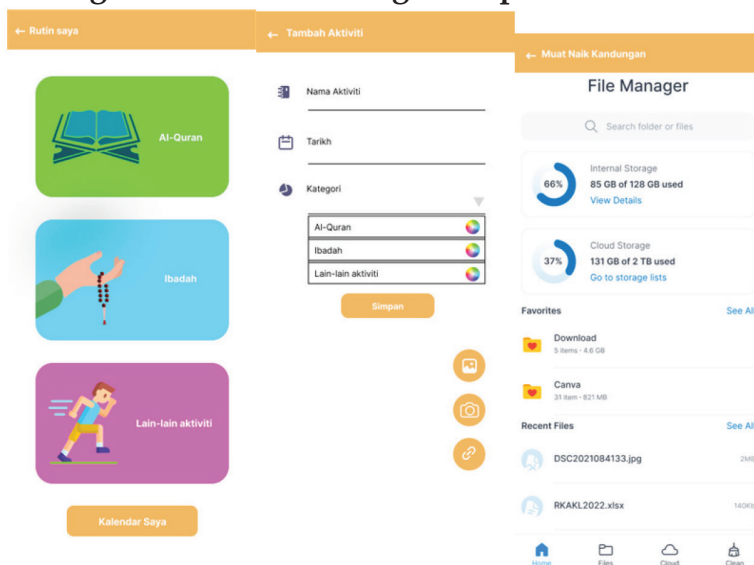 ← Rutin saya
Al-Quran
Ibadah
Lain-lain aktiviti
Kalendar Saya
← Tambah Aktiviti
Nama Aktiviti
Tarikh
Kategori
Al-Quran
Ibadah
Lain-lain aktiviti
Simpan
← Muat Naik Kandungan
File Manager
Search folder or files
66%
Internal Storage
85 GB of 128 GB used
View Details
37%
Cloud Storage
131 GB of 2 TB used
Go to storage lists
Favorites See All
Download
5 items - 4.6 GB
Canva
31 item - 821 MB
Recent Files See All
DSC2021084133.jpg 2MB
RKAKL2022.xlsx 140Kb
Home Files Cloud Clean